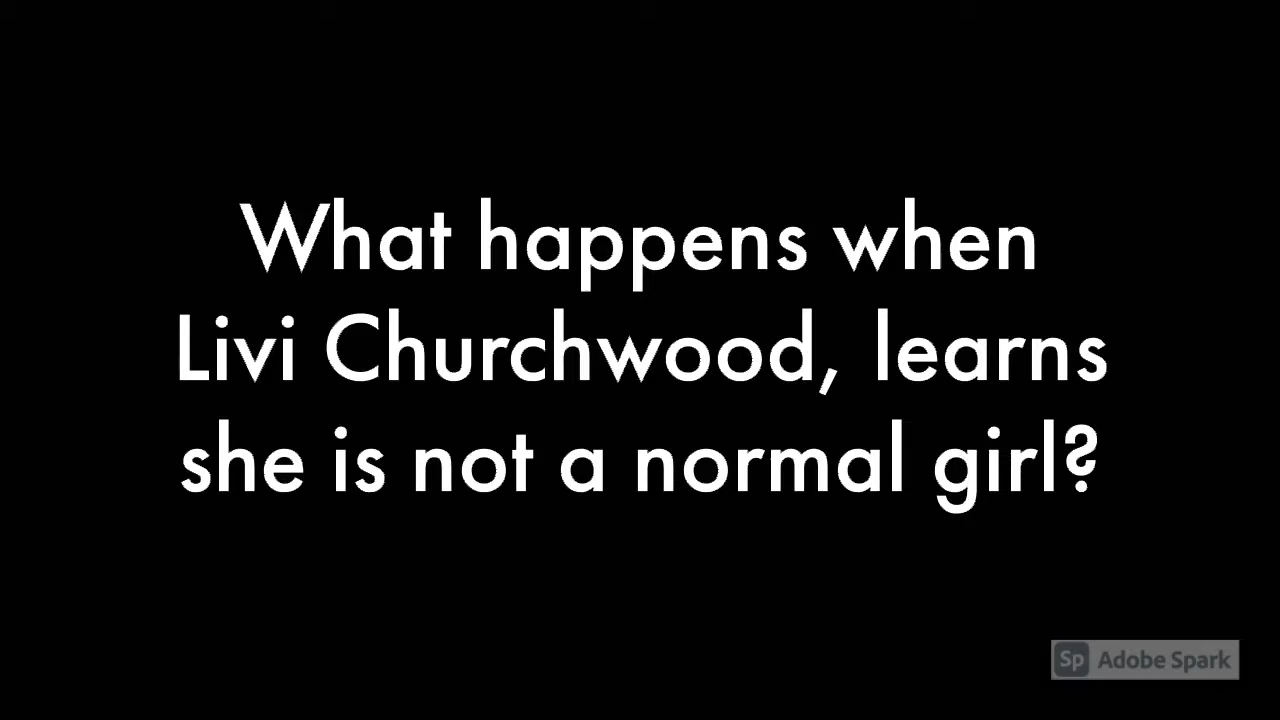 What happens when
Livi Churchwood, learns
she is not a normal girl?
Sp Adobe Spark